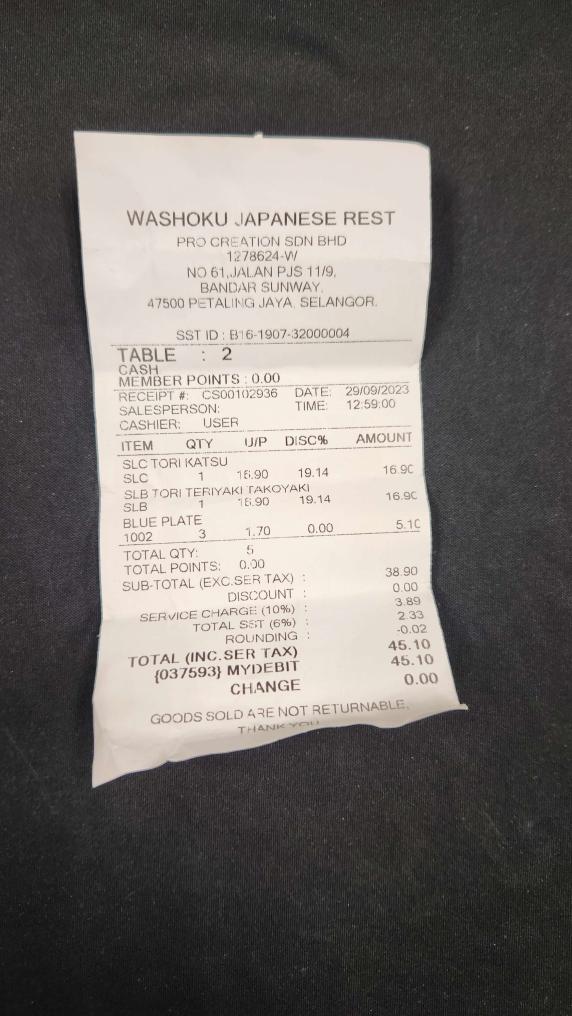 WASHOKU JAPANESE REST
PRO CREATION SDN BHD
1278624-W
NO 61,JALAN PJS 11/9,
BANDAR SUNWAY,
47500 PETALING JAYA, SELANGOR.
SST ID : B16-1907-32000004
TABLE : 2
CASH
MEMBER POINTS : 0.00
RECEIPT #: CS00102936 DATE: 29/09/2023
SALESPERSON: TIME: 12:59:00
CASHIER: USER
ITEM QTY U/P DISC% AMOUNT
SLC TORI KATSU
SLC 1 16.90 19.14 16.90
SLB TORI TERIYAKI TAKOYAKI
SLB 1 16.90 19.14 16.90
BLUE PLATE
1002 3 1.70 0.00 5.10
TOTAL QTY: 5
TOTAL POINTS: 0.00
SUB-TOTAL (EXC.SER TAX) : 38.90
DISCOUNT : 0.00
SERVICE CHARGE (10%) : 3.89
TOTAL SST (6%) : 2.33
ROUNDING : -0.02
TOTAL (INC.SER TAX) 45.10
{037593} MYDEBIT 45.10
CHANGE 0.00
GOODS SOLD ARE NOT RETURNABLE,
THANK YOU